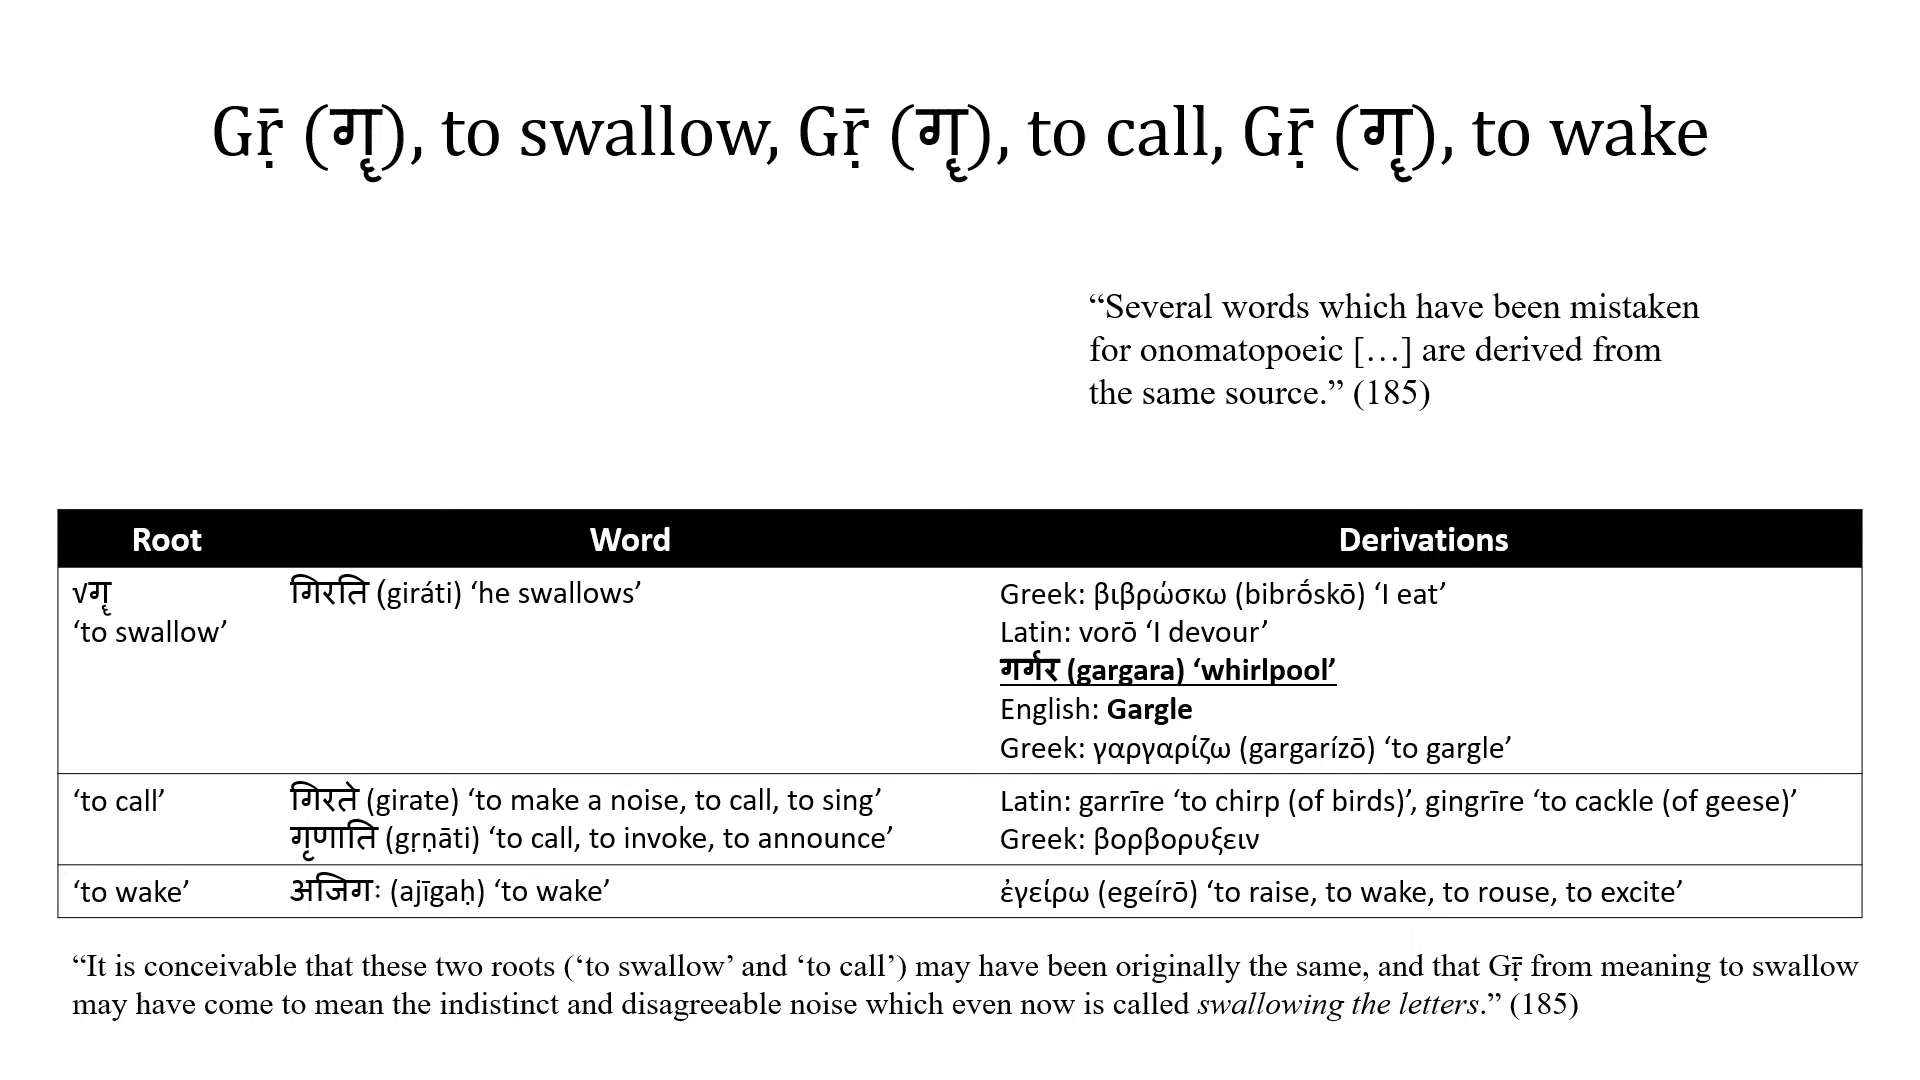 Gṝ (गॄ), to swallow, Gṝ (गॄ), to call, Gṝ (गॄ), to wake
“Several words which have been mistaken
for onomatopoeic […] are derived from
the same source.” (185)
Root Word Derivations
√गॄ गिरति (giráti) ‘he swallows’ Greek: βιβρώσκω (bibrṓskō) ‘I eat’
‘to swallow’ Latin: vorō ‘I devour’
गर्गर (gargara) ‘whirlpool’
English: Gargle
Greek: γαργαρίζω (gargarízō) ‘to gargle’
‘to call’ गिरते (girate) ‘to make a noise, to call, to sing’ Latin: garrīre ‘to chirp (of birds)’, gingrīre ‘to cackle (of geese)’
गृणाति (gṛṇāti) ‘to call, to invoke, to announce’ Greek: βορβορυξειν
‘to wake’ अजिगः (ajīgaḥ) ‘to wake’ ἐγείρω (egeírō) ‘to raise, to wake, to rouse, to excite’
“It is conceivable that these two roots (‘to swallow’ and ‘to call’) may have been originally the same, and that Gṝ from meaning to swallow
may have come to mean the indistinct and disagreeable noise which even now is called swallowing the letters.” (185)